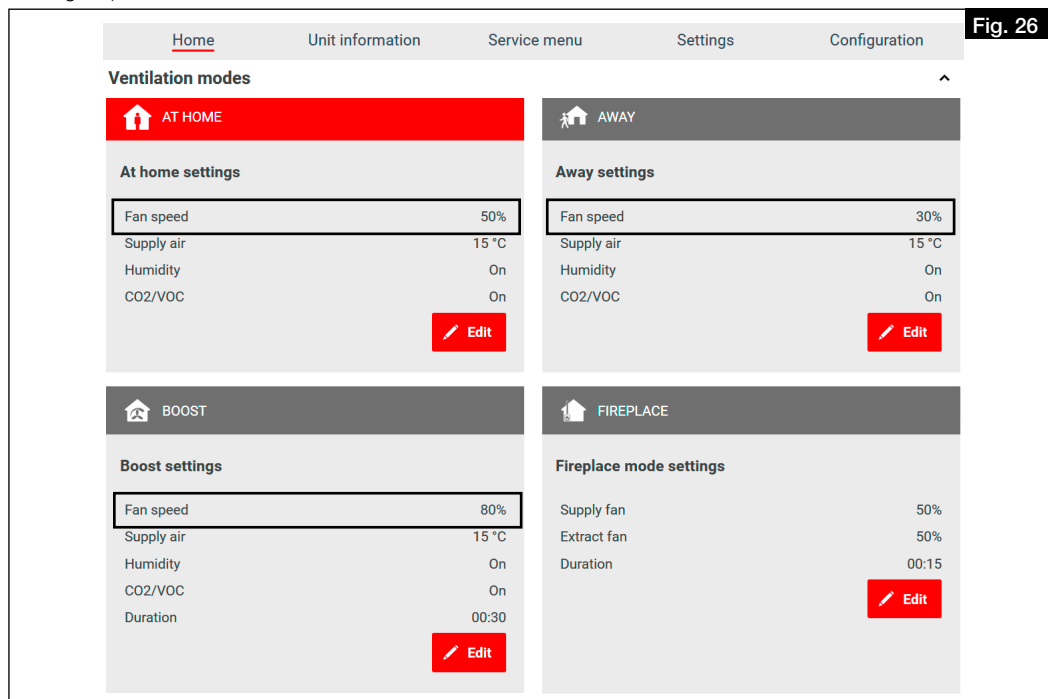 Fig. 26
Home Unit information Service menu Settings Configuration
Ventilation modes
AT HOME
At home settings
Fan speed 50%
Supply air 15 °C
Humidity On
CO2/VOC On
Edit
AWAY
Away settings
Fan speed 30%
Supply air 15 °C
Humidity On
CO2/VOC On
Edit
BOOST
Boost settings
Fan speed 80%
Supply air 15 °C
Humidity On
CO2/VOC On
Duration 00:30
Edit
FIREPLACE
Fireplace mode settings
Supply fan 50%
Extract fan 50%
Duration 00:15
Edit